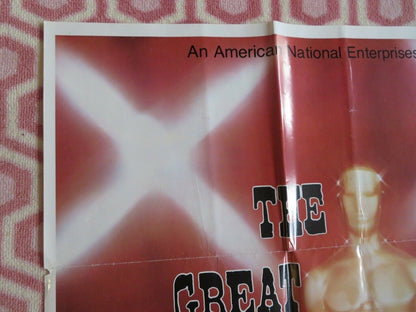 An American National Enterprises
THE
GREAT